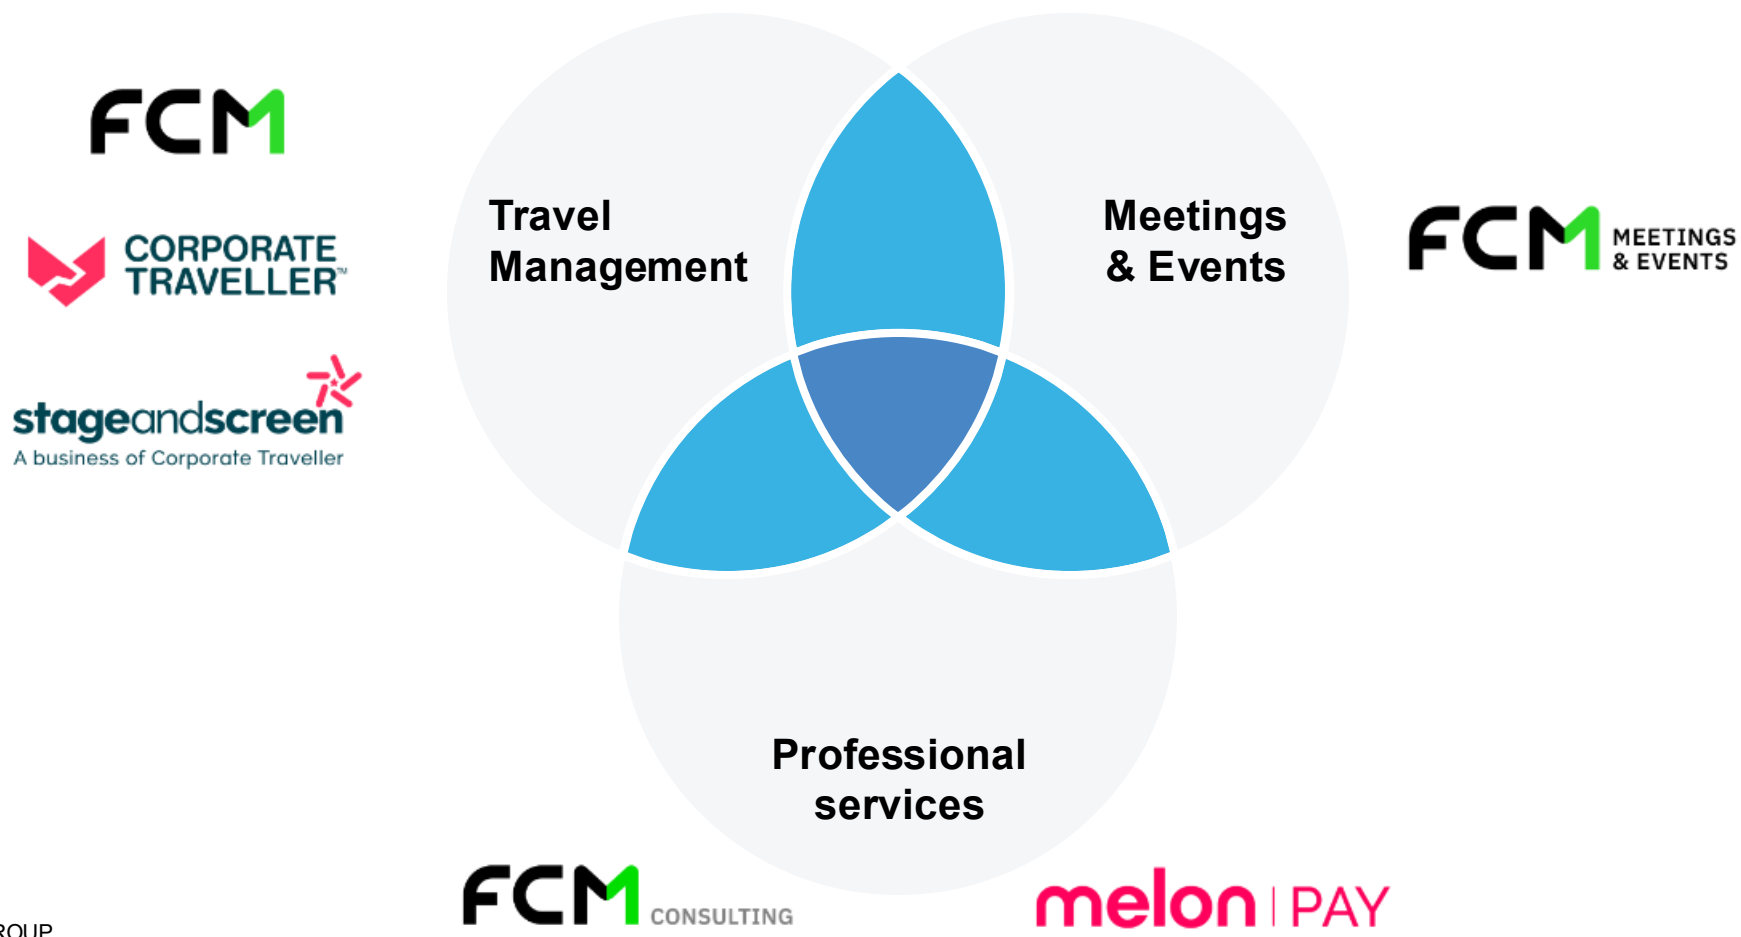 FCM
CORPORATE
TRAVELLER™
stageandscreen
A business of Corporate Traveller
Travel
Management
Meetings
& Events
FCM MEETINGS
& EVENTS
Professional
services
FCM CONSULTING
melon | PAY